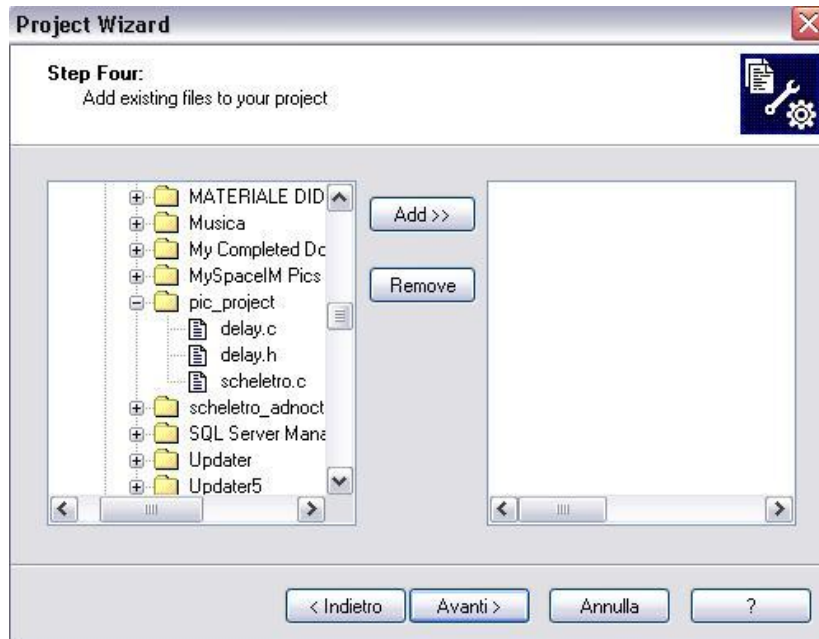 Project Wizard
Step Four:
Add existing files to your project
MATERIALE DID
Musica
My Completed Dc
MySpaceIM Pics
pic_project
delay.c
delay.h
scheletro.c
scheletro_adnoct
SQL Server Mana
Updater
Updater5
Add >>
Remove
< Indietro
Avanti >
Annulla
?